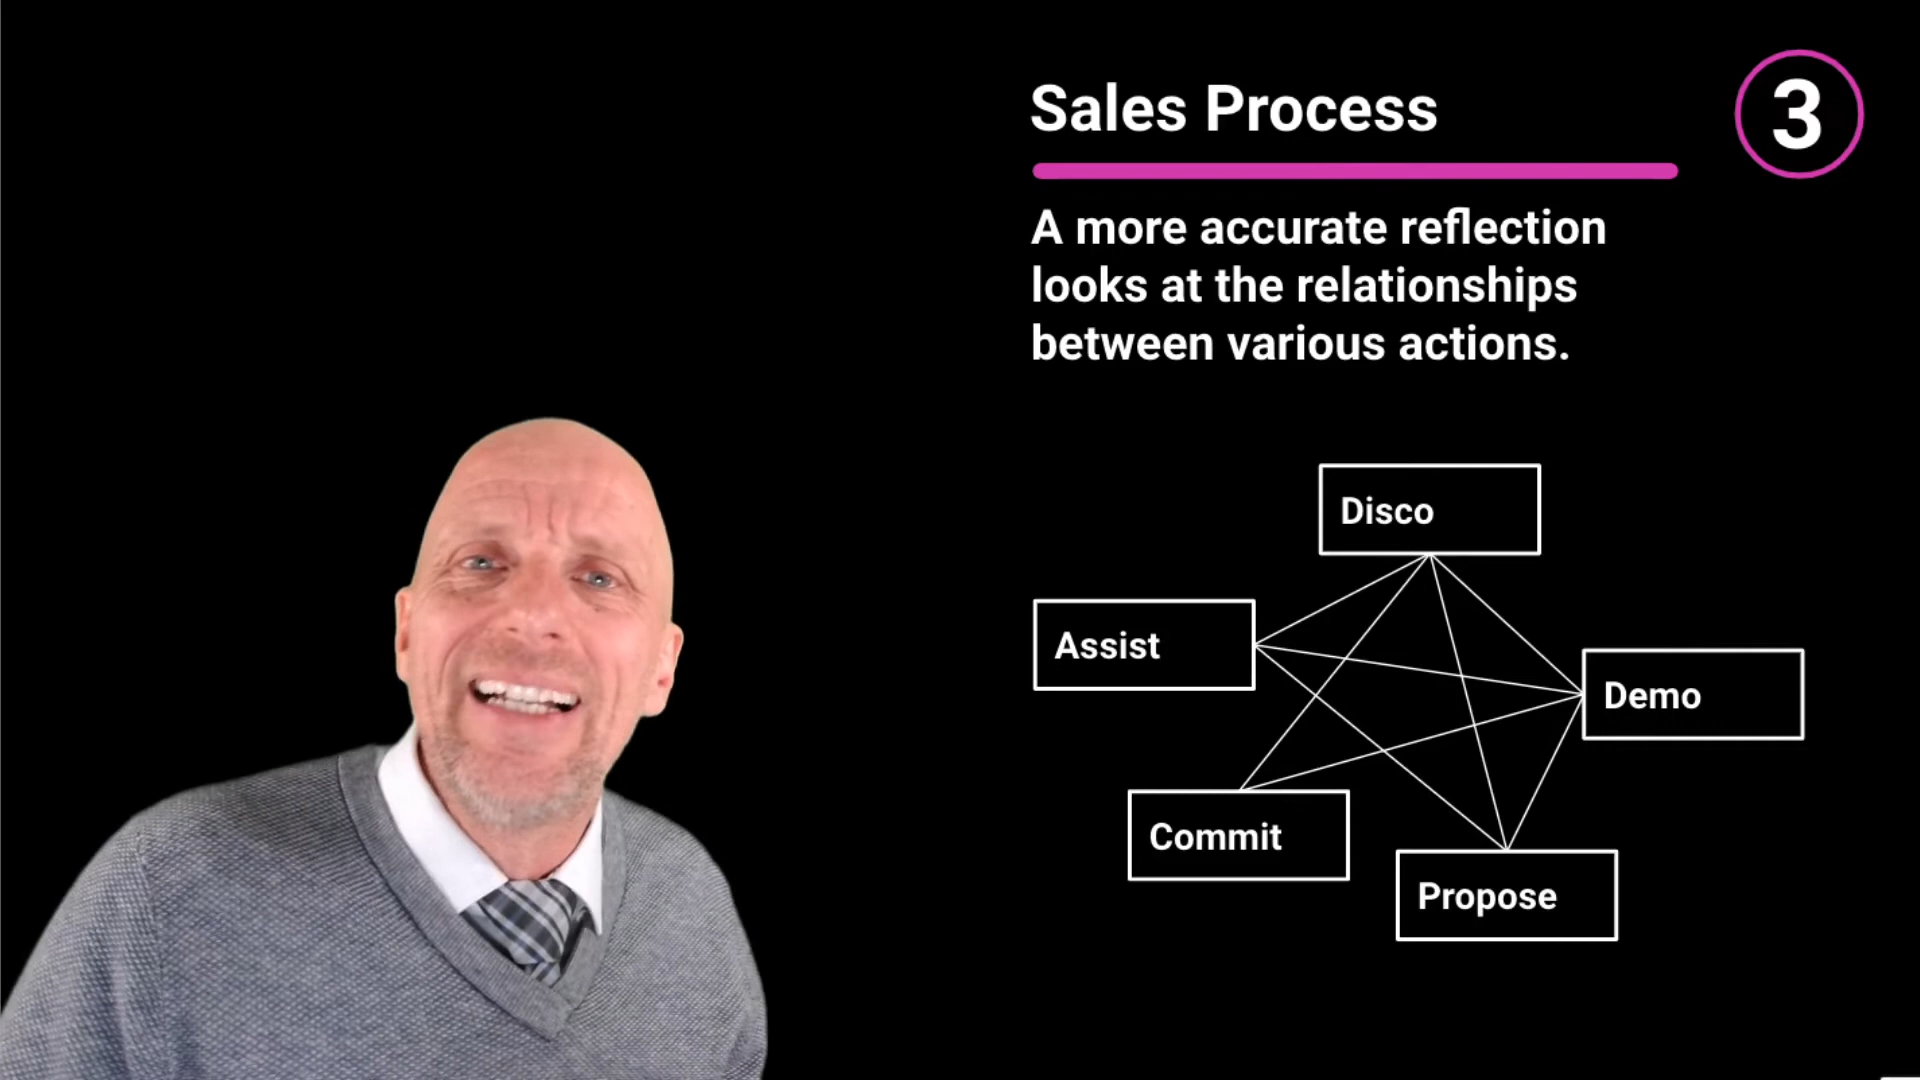 Sales Process
3
A more accurate reflection
looks at the relationships
between various actions.
Disco
Assist
Demo
Commit
Propose